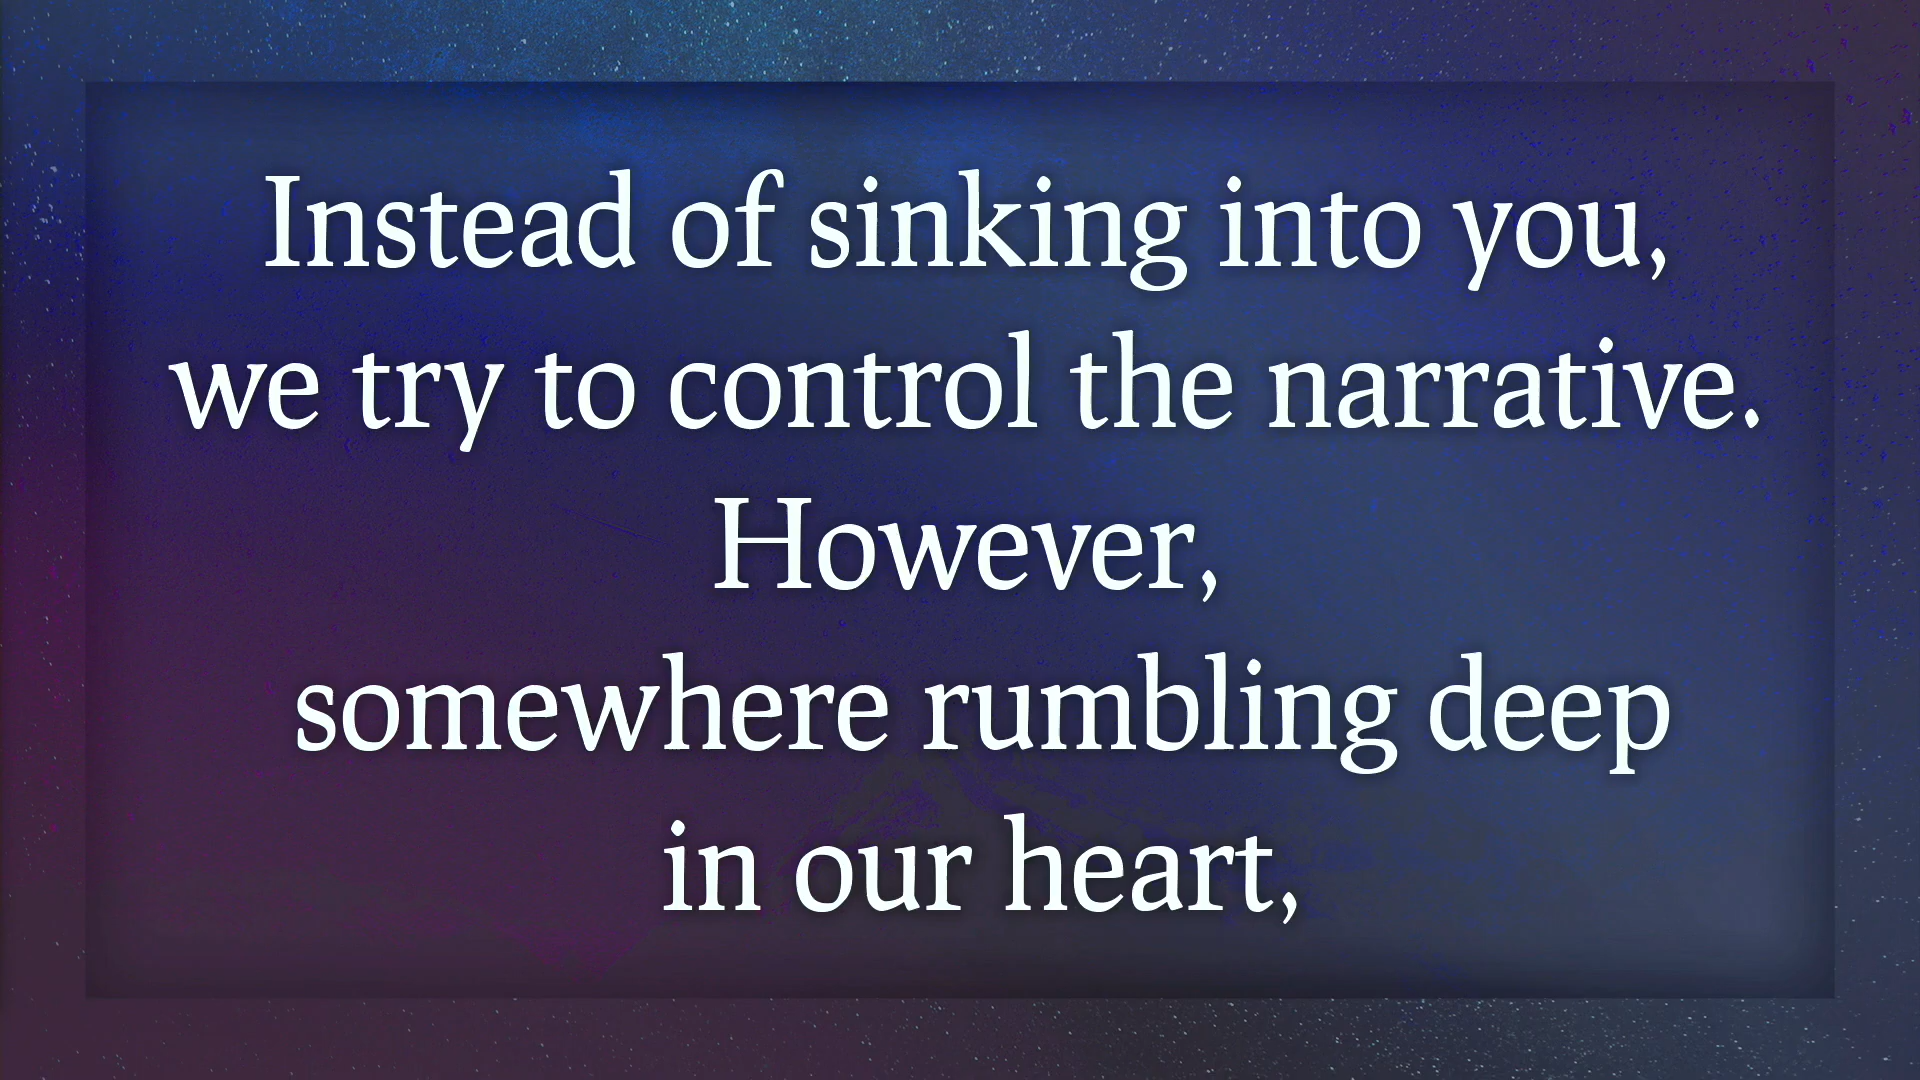 Instead of sinking into you,
we try to control the narrative.
However,
somewhere rumbling deep
in our heart,